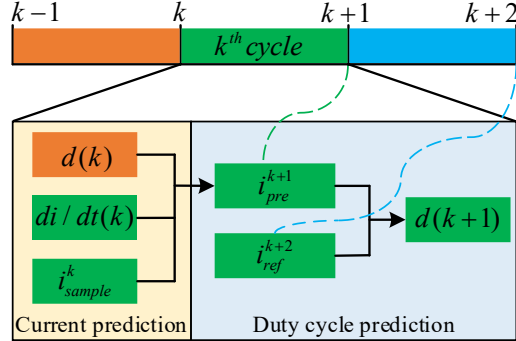 k−1 k k+1 k+2
k^th cycle
d(k)
di / dt(k)
i^k_sample
i^{k+1}_pre
i^{k+2}_ref
d(k+1)
Current prediction
Duty cycle prediction